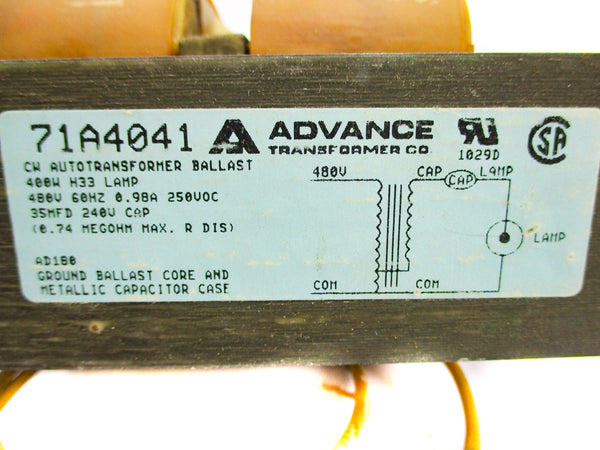 71A4041 ADVANCE
TRANSFORMER CO.
1029D
CW AUTOTRANSFORMER BALLAST
400W H33 LAMP
480V 60HZ 0.98A 250VOC
35MFD 240V CAP
(0.74 MEGOHM MAX. R DIS)
AD180
GROUND BALLAST CORE AND
METALLIC CAPACITOR CASE
480V CAP CAP LAMP
LAMP
COM COM